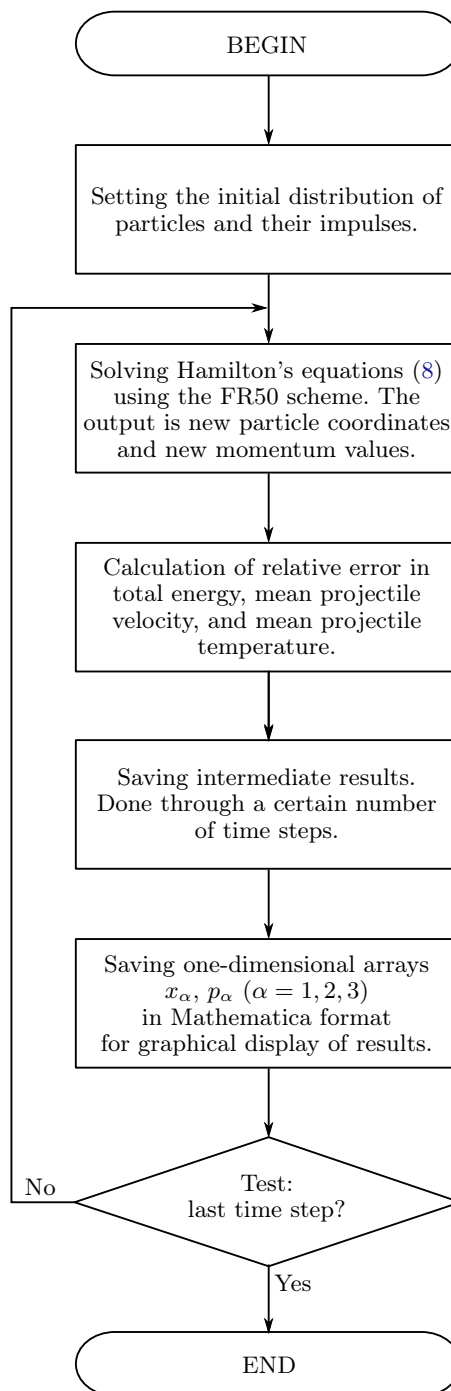 BEGIN
Setting the initial distribution of
particles and their impulses.
Solving Hamilton's equations (8)
using the FR50 scheme. The
output is new particle coordinates
and new momentum values.
Calculation of relative error in
total energy, mean projectile
velocity, and mean projectile
temperature.
Saving intermediate results.
Done through a certain number
of time steps.
Saving one-dimensional arrays
xα, pα (α = 1, 2, 3)
in Mathematica format
for graphical display of results.
Test:
last time step?
No
Yes
END